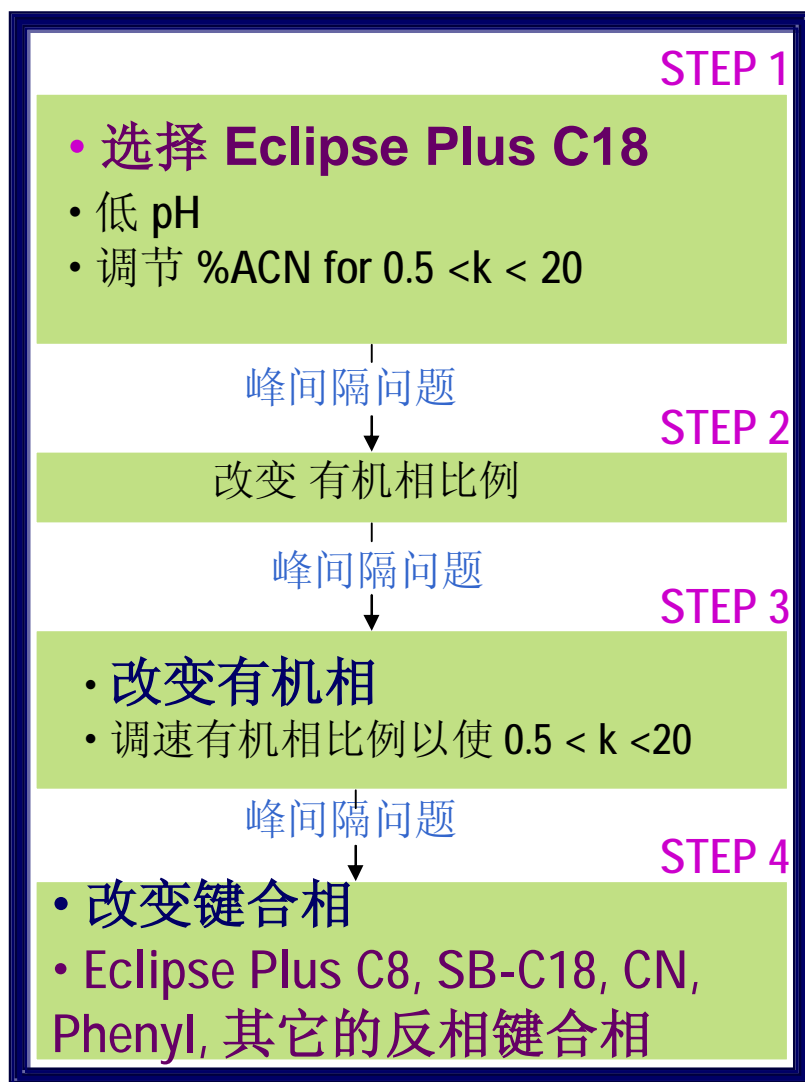 STEP 1
• 选择 Eclipse Plus C18
• 低 pH
• 调节 %ACN for 0.5 <k < 20
峰间隔问题
STEP 2
改变 有机相比例
峰间隔问题
STEP 3
• 改变有机相
• 调速有机相比例以使 0.5 < k <20
峰间隔问题
STEP 4
• 改变键合相
• Eclipse Plus C8, SB-C18, CN,
Phenyl, 其它的反相键合相